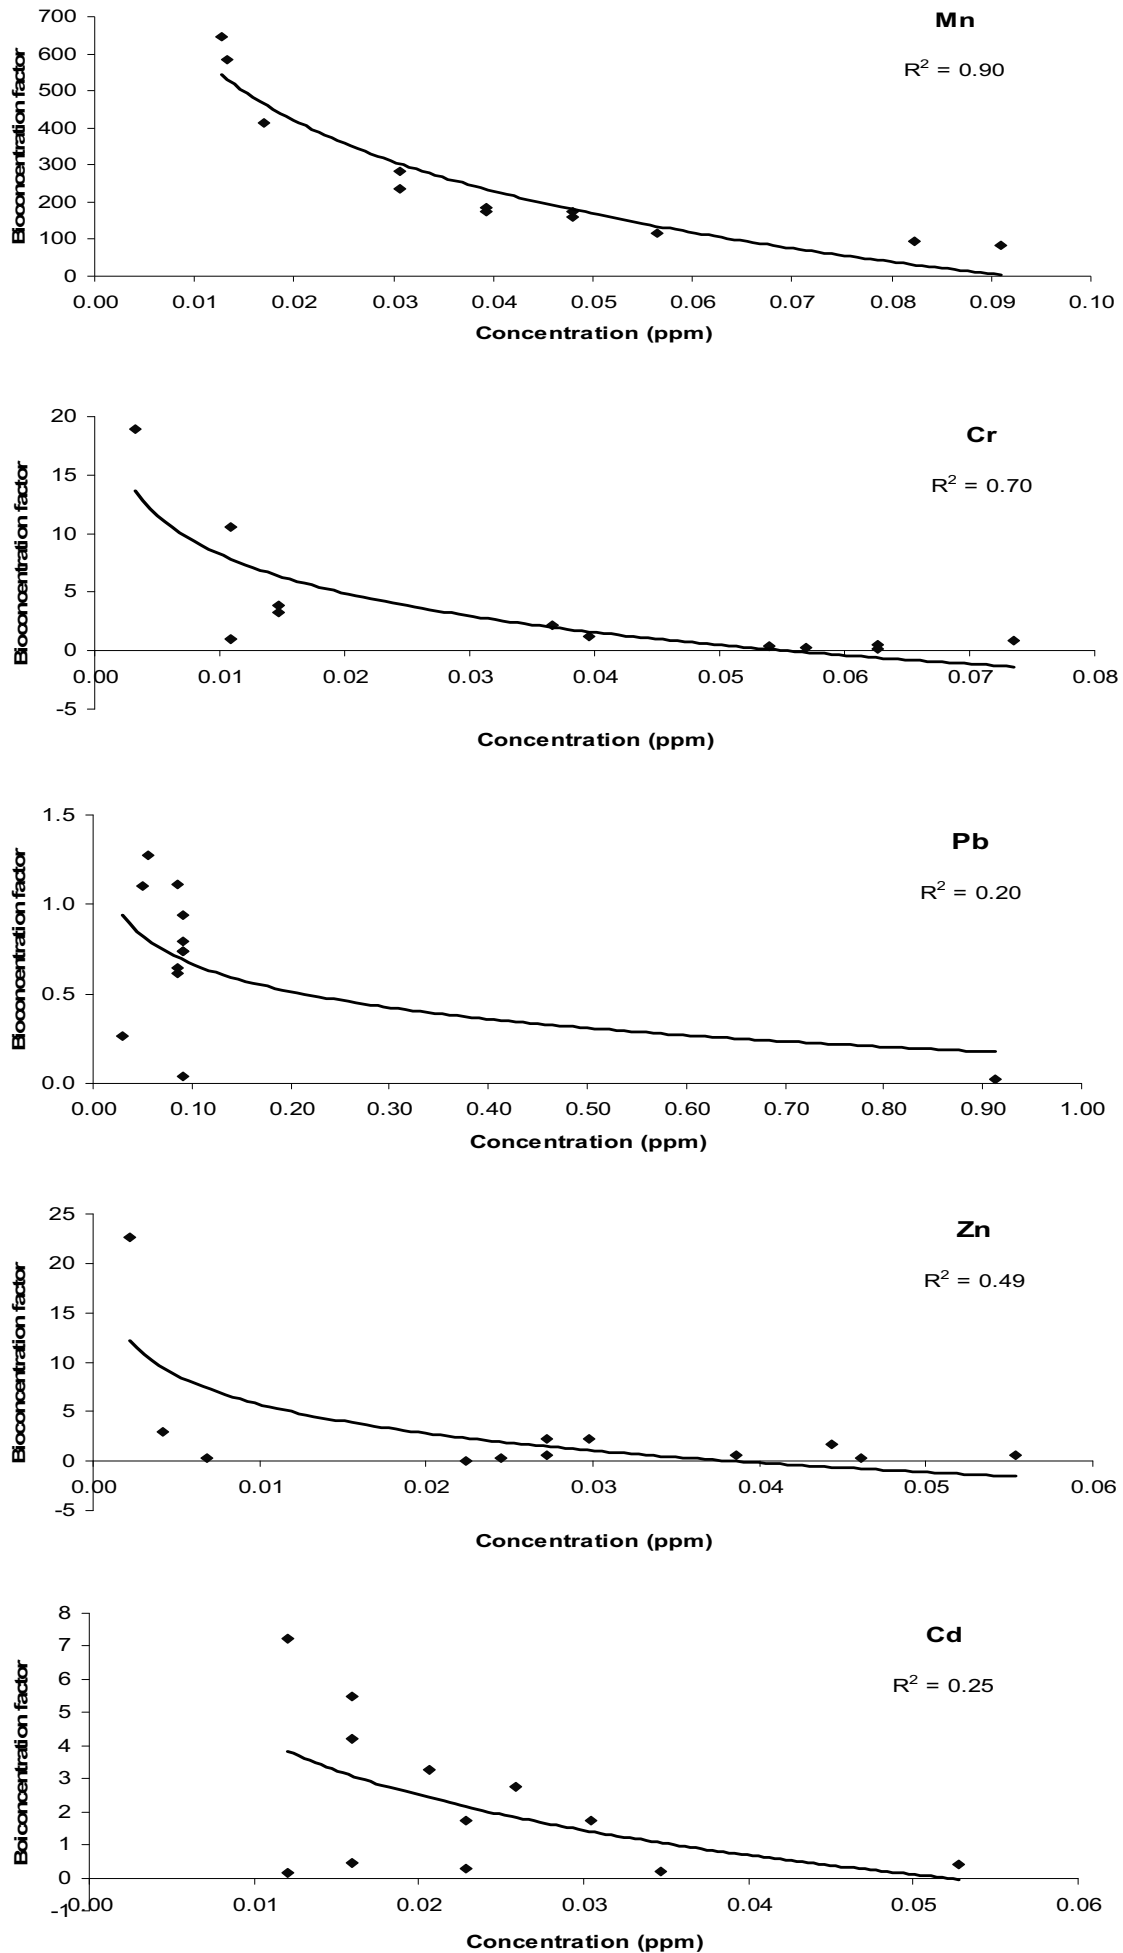 Mn
R² = 0.90
Bioconcentration factor
700
600
500
400
300
200
100
0
0.00 0.01 0.02 0.03 0.04 0.05 0.06 0.07 0.08 0.09 0.10
Concentration (ppm)
Cr
R² = 0.70
Bioconcentration factor
20
15
10
5
0
-5
0.00 0.01 0.02 0.03 0.04 0.05 0.06 0.07 0.08
Concentration (ppm)
Pb
R² = 0.20
Bioconcentration factor
1.5
1.0
0.5
0.0
0.00 0.10 0.20 0.30 0.40 0.50 0.60 0.70 0.80 0.90 1.00
Concentration (ppm)
Zn
R² = 0.49
Bioconcentration factor
25
20
15
10
5
0
-5
0.00 0.01 0.02 0.03 0.04 0.05 0.06
Concentration (ppm)
Cd
R² = 0.25
Boiconcentration factor
8
7
6
5
4
3
2
1
0
-1
0.00 0.01 0.02 0.03 0.04 0.05 0.06
Concentration (ppm)